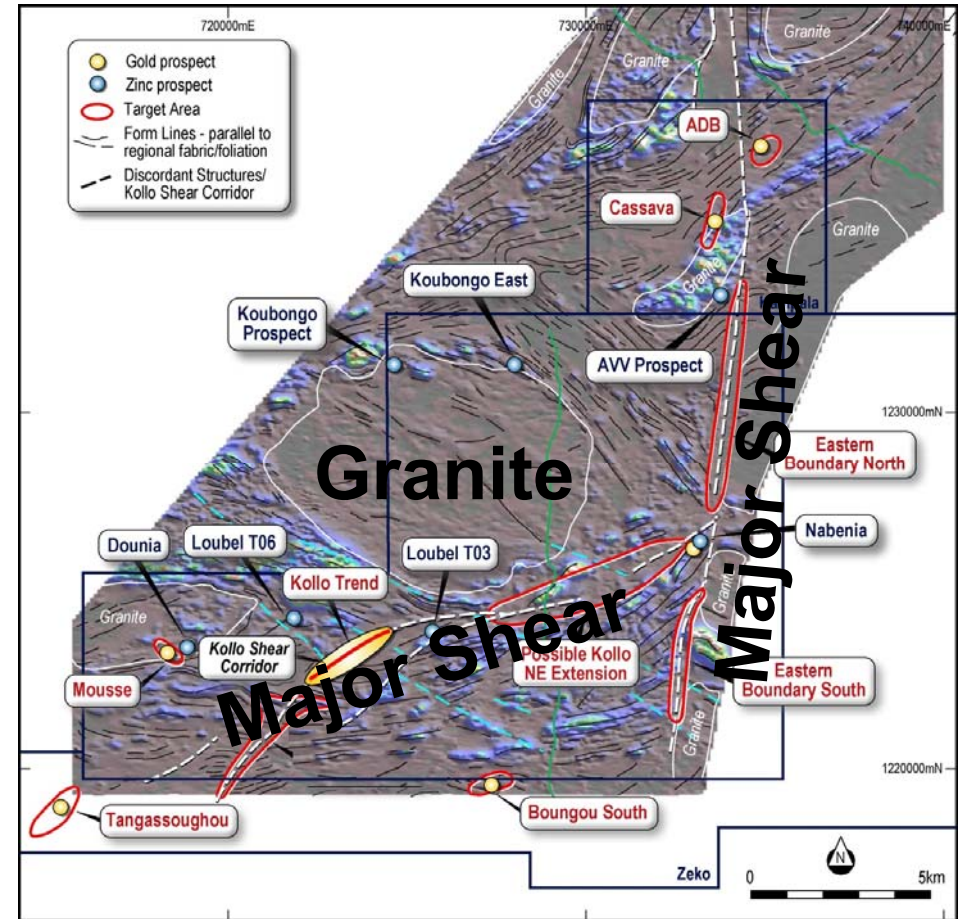 720000mE
730000mE
740000mE
Gold prospect
Zinc prospect
Target Area
Form Lines - parallel to
regional fabric/foliation
Discordant Structures/
Kollo Shear Corridor
Granite
Granite
Granite
ADB
Cassava
Granite
Granite
Koubongo East
Koubongo
Prospect
AVV Prospect
Major Shear
1230000mN
Eastern
Boundary North
Granite
Nabenia
Dounia
Loubel T06
Loubel T03
Kollo Trend
Granite
Granite
Kollo Shear
Corridor
Major Shear
Possible Kollo
NE Extension
Mousse
Eastern
Boundary South
Granite
1220000mN
Tangassoughou
Boungou South
Zeko
N
0
5km